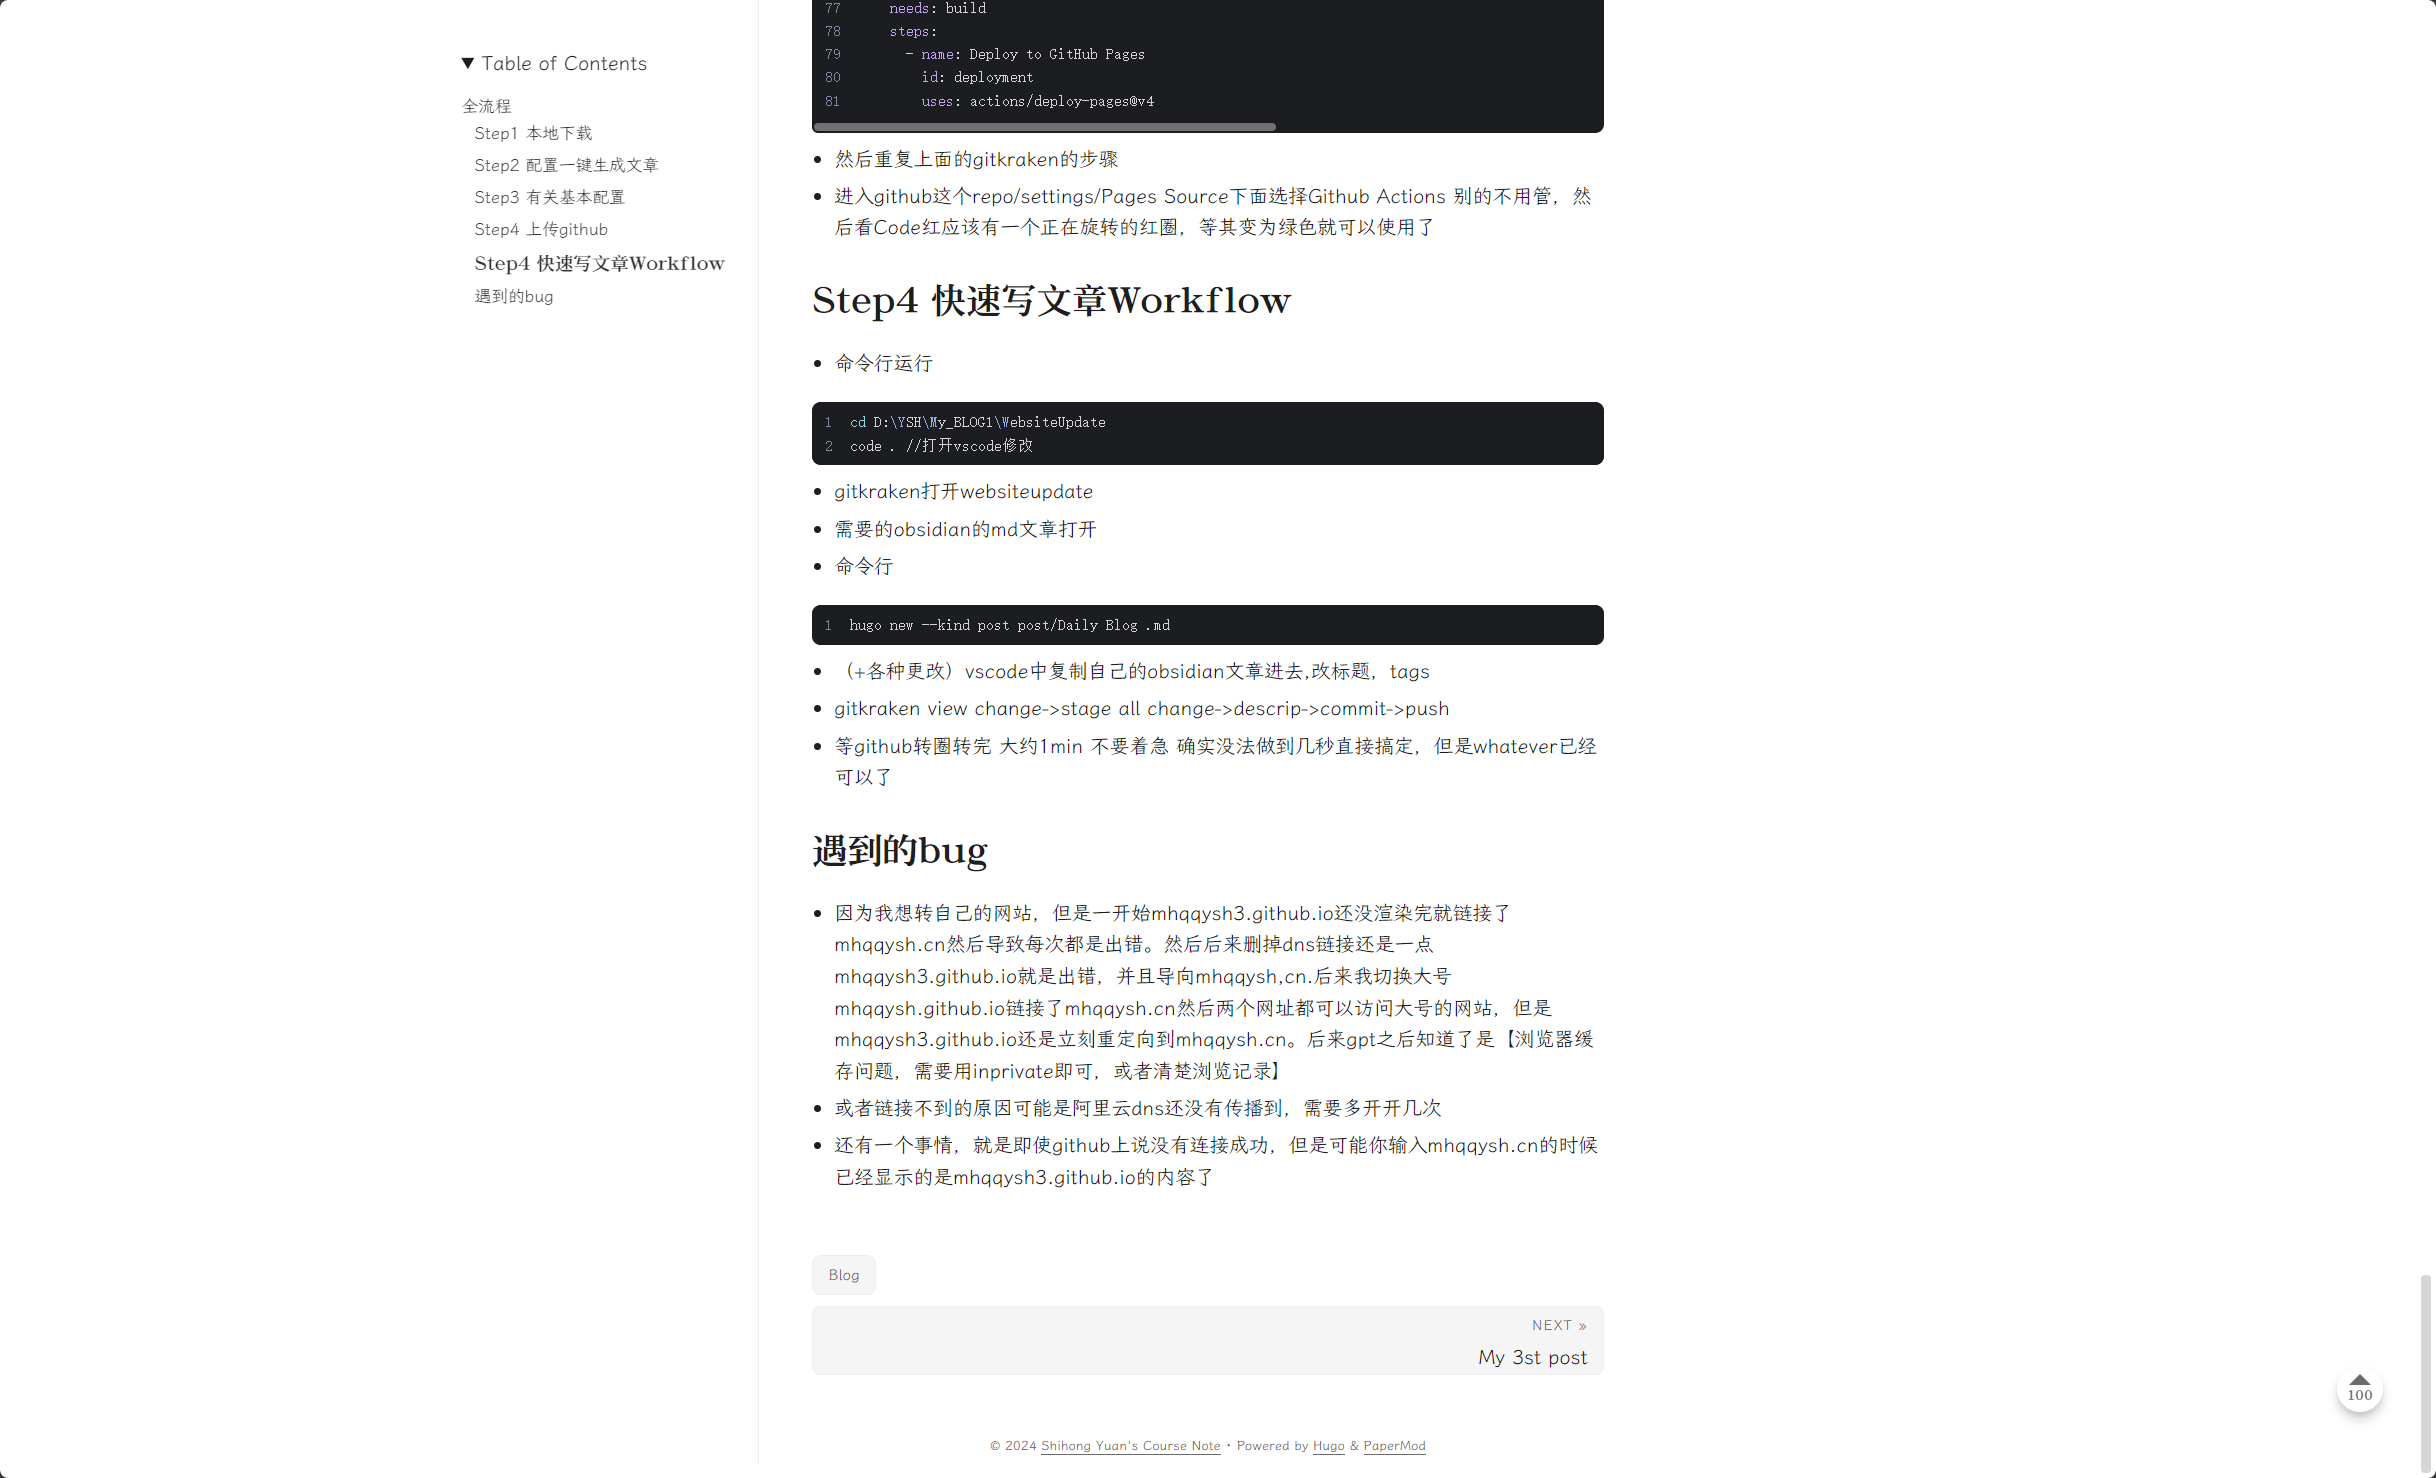 ▼ Table of Contents
全流程
Step1 本地下载
Step2 配置一键生成文章
Step3 有关基本配置
Step4 上传github
Step4 快速写文章Workflow
遇到的bug
77 needs: build
78 steps:
79 - name: Deploy to GitHub Pages
80 id: deployment
81 uses: actions/deploy-pages@v4
• 然后重复上面的gitkraken的步骤
• 进入github这个repo/settings/Pages Source下面选择Github Actions 别的不用管，然
后看Code红应该有一个正在旋转的红圈，等其变为绿色就可以使用了
Step4 快速写文章Workflow
• 命令行运行
1 cd D:\YSH\My_BLOG1\WebsiteUpdate
2 code . //打开vscode修改
• gitkraken打开websiteupdate
• 需要的obsidian的md文章打开
• 命令行
1 hugo new --kind post post/Daily Blog .md
• （+各种更改）vscode中复制自己的obsidian文章进去,改标题，tags
• gitkraken view change->stage all change->descrip->commit->push
• 等github转圈转完 大约1min 不要着急 确实没法做到几秒直接搞定，但是whatever已经
可以了
遇到的bug
• 因为我想转自己的网站，但是一开始mhqqysh3.github.io还没渲染完就链接了
mhqqysh.cn然后导致每次都是出错。然后后来删掉dns链接还是一点
mhqqysh3.github.io就是出错，并且导向mhqqysh,cn.后来我切换大号
mhqqysh.github.io链接了mhqqysh.cn然后两个网址都可以访问大号的网站，但是
mhqqysh3.github.io还是立刻重定向到mhqqysh.cn。后来gpt之后知道了是【浏览器缓
存问题，需要用inprivate即可，或者清楚浏览记录】
• 或者链接不到的原因可能是阿里云dns还没有传播到，需要多开开几次
• 还有一个事情，就是即使github上说没有连接成功，但是可能你输入mhqqysh.cn的时候
已经显示的是mhqqysh3.github.io的内容了
Blog
NEXT »
My 3st post
100
© 2024 Shihong Yuan's Course Note · Powered by Hugo & PaperMod